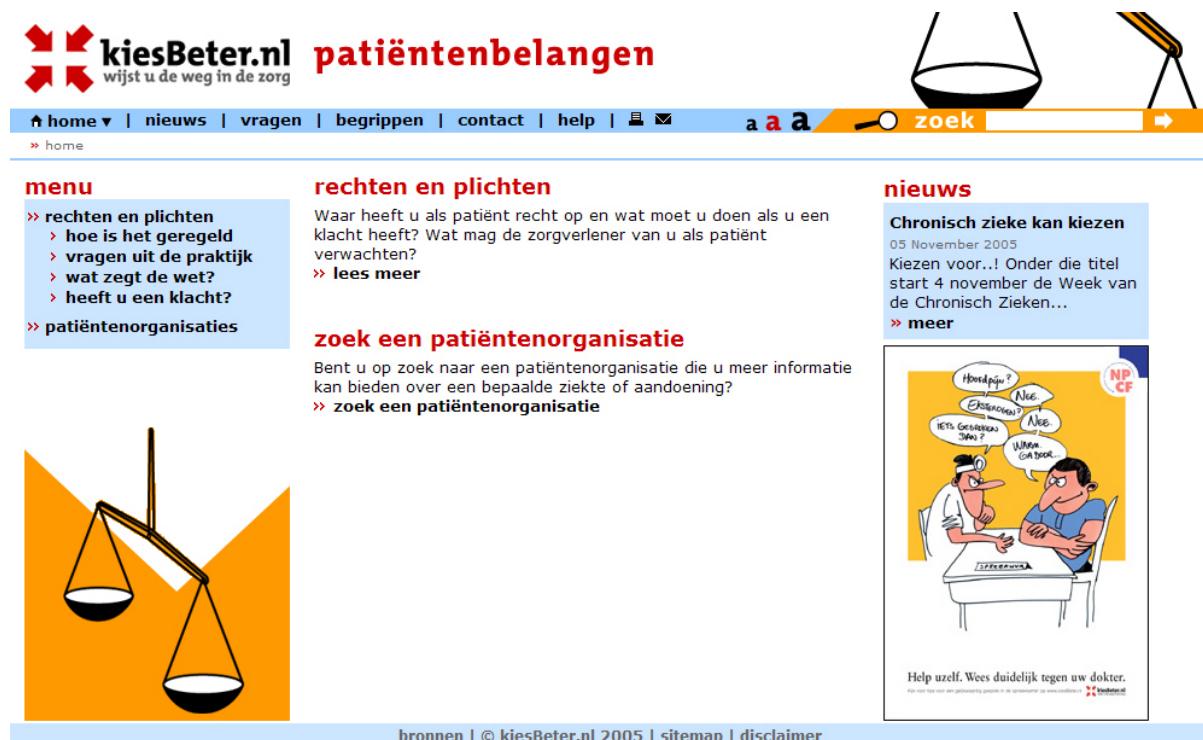 kiesBeter.nl
wijst u de weg in de zorg
patiëntenbelangen
home ▾ | nieuws | vragen | begrippen | contact | help |
a a a
zoek
» home
menu
» rechten en plichten
› hoe is het geregeld
› vragen uit de praktijk
› wat zegt de wet?
› heeft u een klacht?
» patiëntenorganisaties
rechten en plichten
Waar heeft u als patiënt recht op en wat moet u doen als u een
klacht heeft? Wat mag de zorgverlener van u als patiënt
verwachten?
» lees meer
zoek een patiëntenorganisatie
Bent u op zoek naar een patiëntenorganisatie die u meer informatie
kan bieden over een bepaalde ziekte of aandoening?
» zoek een patiëntenorganisatie
nieuws
Chronisch zieke kan kiezen
05 November 2005
Kiezen voor..! Onder die titel
start 4 november de Week van
de Chronisch Zieken...
» meer
NP
CF
Hoofdpijn?
Nee.
Eksterogen?
Nee.
Iets gebroken
dan?
Warm.
Ga door...
Help uzelf. Wees duidelijk tegen uw dokter.
kiesBeter.nl
bronnen | © kiesBeter.nl 2005 | sitemap | disclaimer